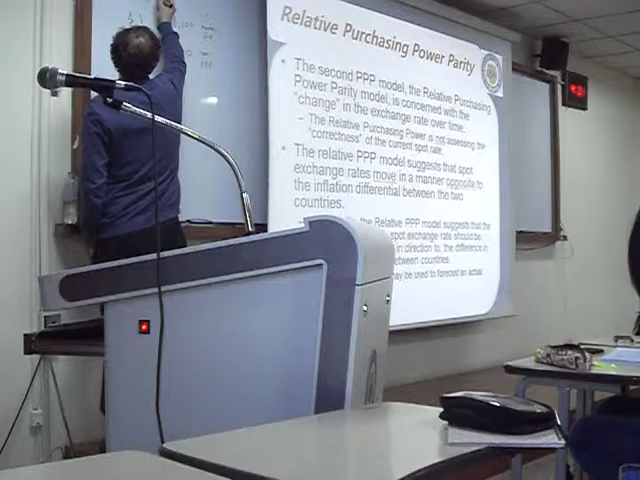 Relative Purchasing Power Parity
The second PPP model, the Relative Purchasing
Power Parity model, is concerned with the
"change" in the exchange rate over time.
– The Relative Purchasing Power is not assessing the
"correctness" of the current spot rate.
The relative PPP model suggests that spot
exchange rates move in a manner opposite to
the inflation differential between the two
countries.
the Relative PPP model suggests that the
spot exchange rate should be
in direction to, the difference in
between countries.
may be used to forecast an actual